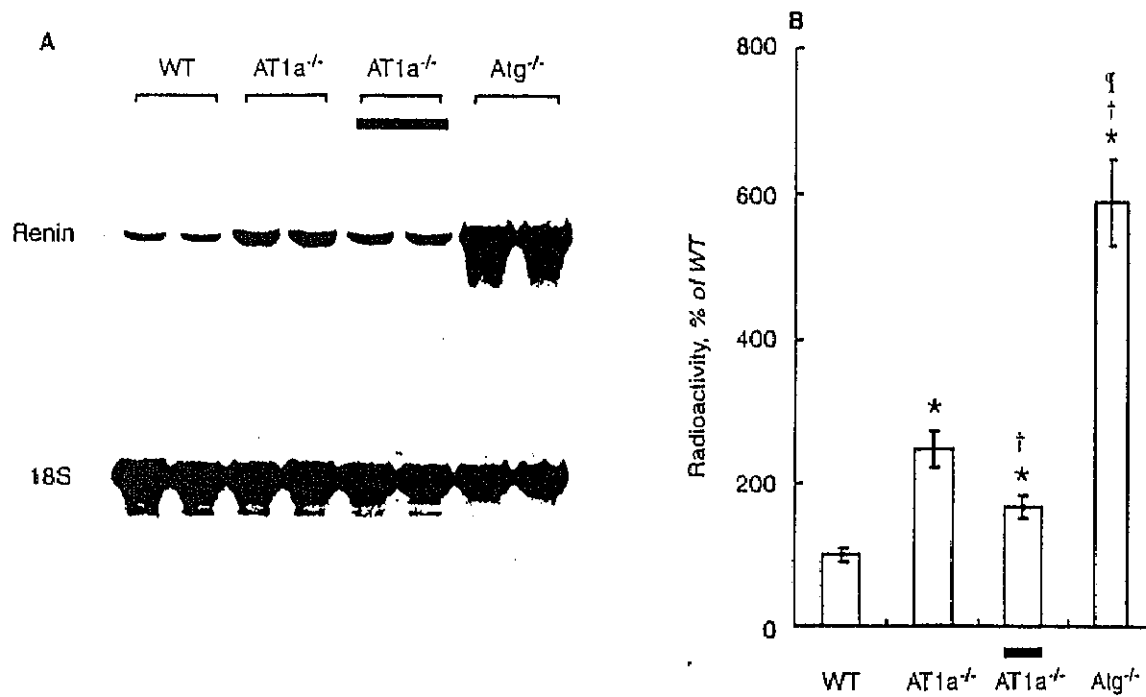 A
WT AT1a-/- AT1a-/- Atg-/-
Renin
18S
B
800
600
400
200
0
Radioactivity, % of WT
*
†
*
¶
†
*
WT AT1a-/- AT1a-/- Atg-/-